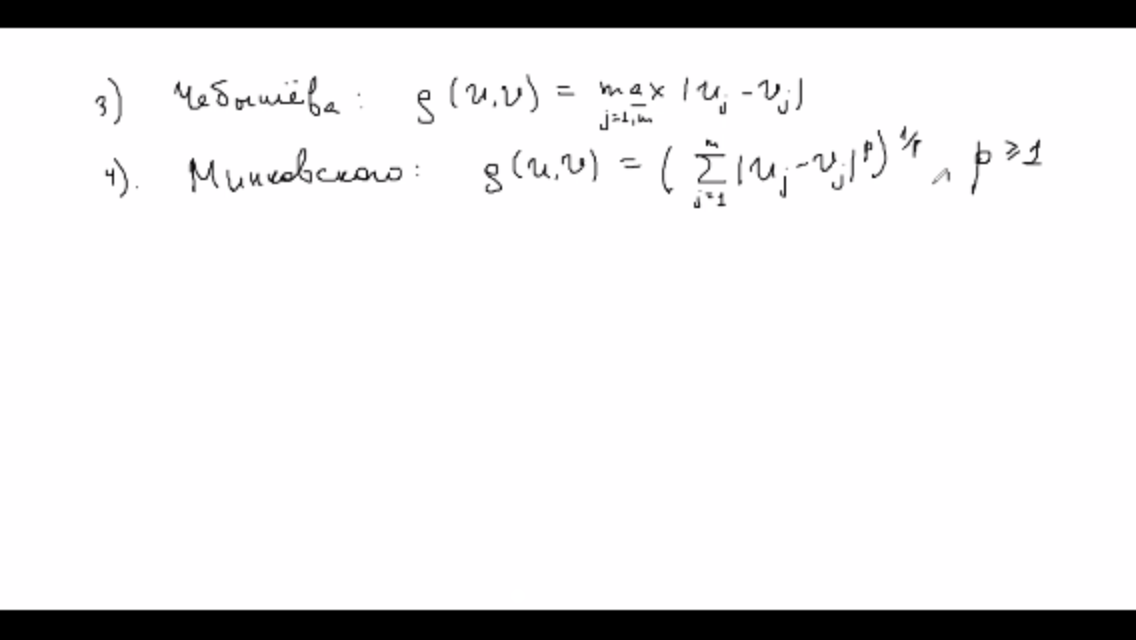 3) Чебышёва: ρ(u,v) = max_{j=1,m} |u_j - v_j|
4). Минковского: ρ(u,v) = ( ∑_{j=1}^{m} |u_j - v_j|^p )^{1/p}, p ≥ 1